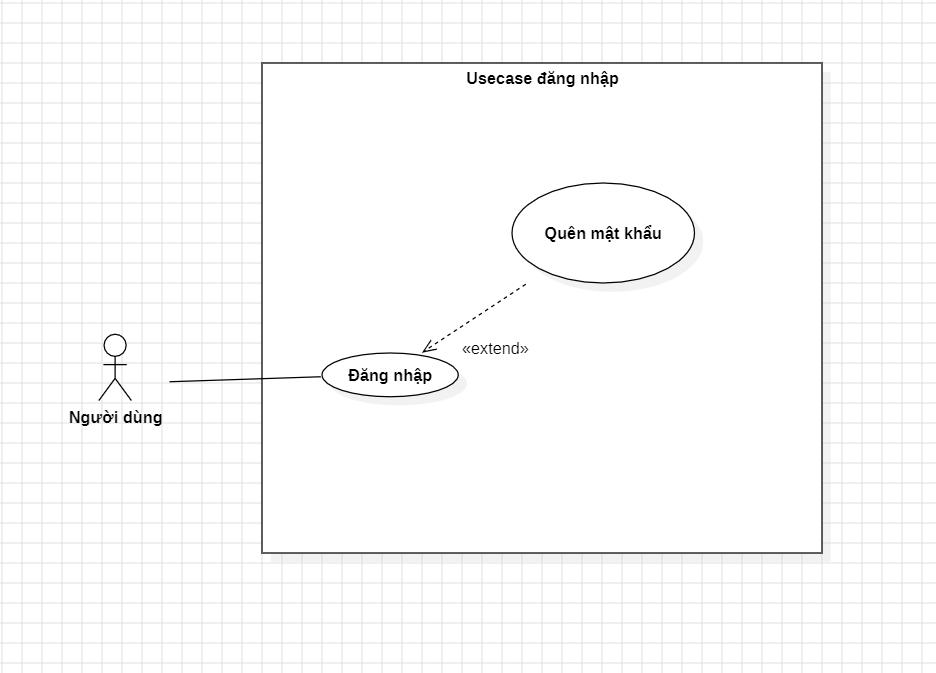 Usecase đăng nhập
Quên mật khẩu
«extend»
Đăng nhập
Người dùng